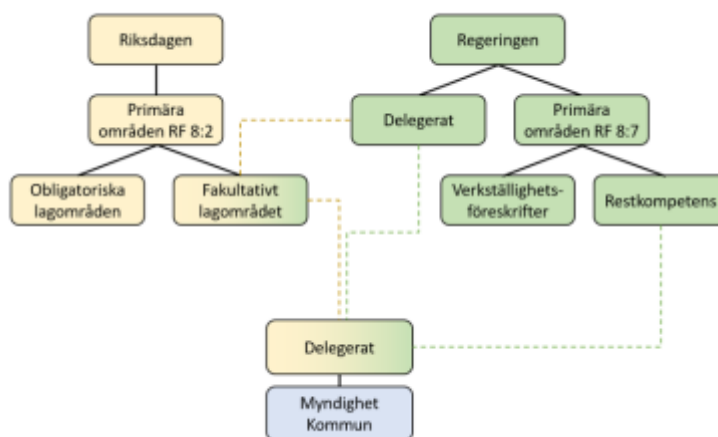 Riksdagen
Regeringen
Primära
områden RF 8:2
Delegerat
Primära
områden RF 8:7
Obligatoriska
lagområden
Fakultativt
lagområdet
Verkställighets-
föreskrifter
Restkompetens
Delegerat
Myndighet
Kommun